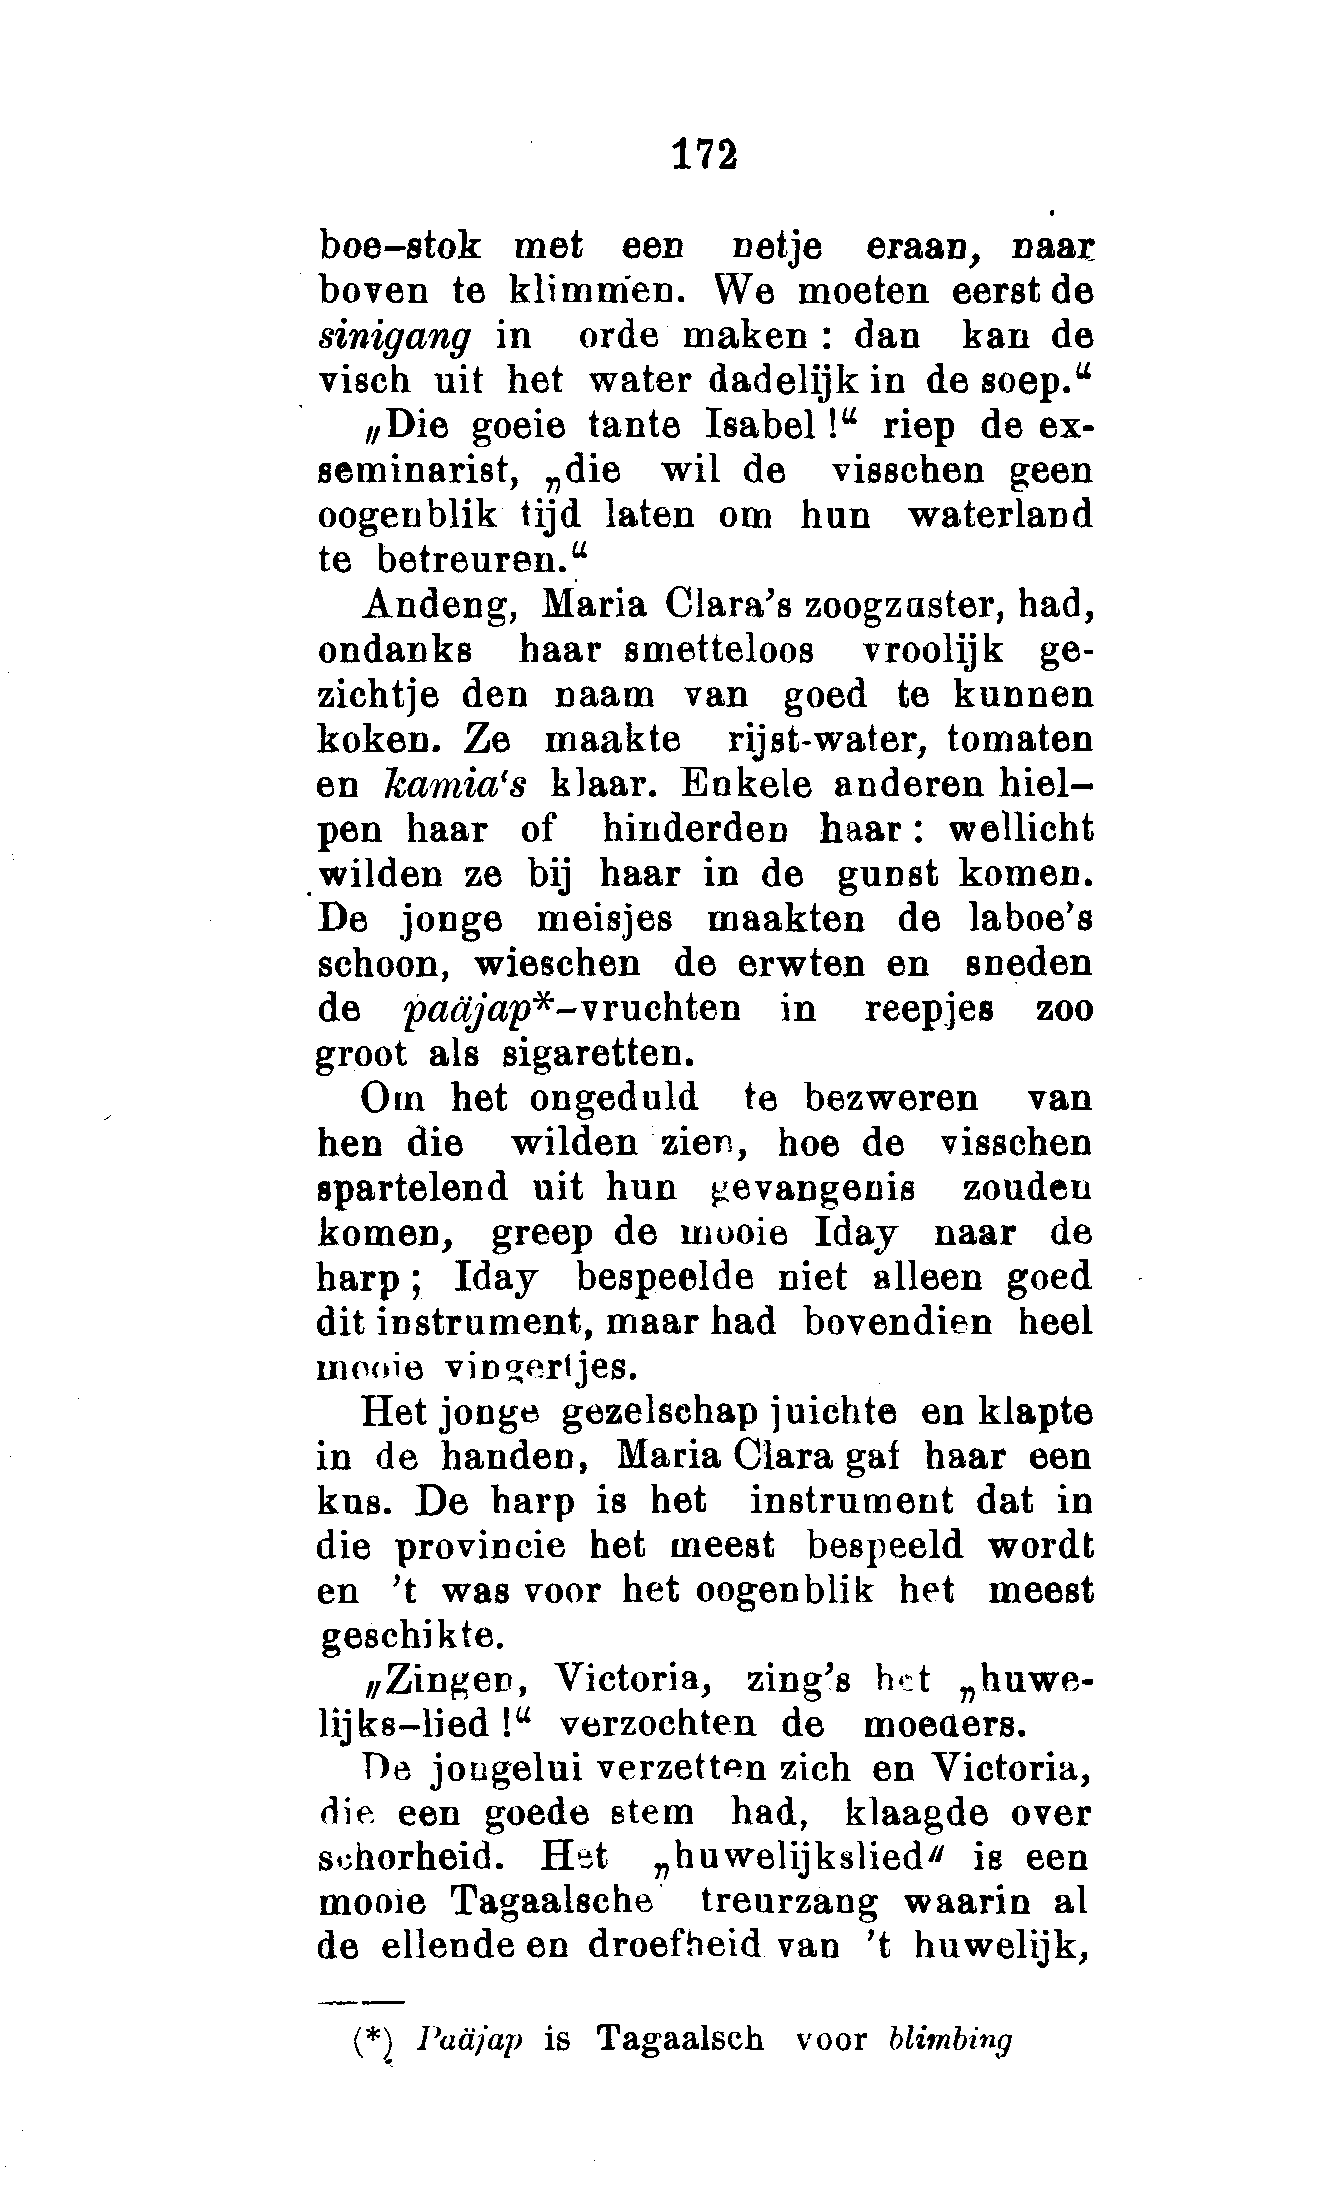 172
boe-stok met een netje eraan, naar
boven te klimmen. We moeten eerst de
sinigang in orde maken : dan kan de
visch uit het water dadelijk in de soep.“
„Die goeie tante Isabel !“ riep de ex-
seminarist, „die wil de visschen geen
oogenblik tijd laten om hun waterland
te betreuren.“
Andeng, Maria Clara’s zoogzuster, had,
ondanks haar smetteloos vroolijk ge-
zichtje den naam van goed te kunnen
koken. Ze maakte rijst-water, tomaten
en kamia‘s klaar. Enkele anderen hiel-
pen haar of hinderden haar : wellicht
wilden ze bij haar in de gunst komen.
De jonge meisjes maakten de laboe’s
schoon, wieschen de erwten en sneden
de paäjap*-vruchten in reepjes zoo
groot als sigaretten.
Om het ongeduld te bezweren van
hen die wilden zien, hoe de visschen
spartelend uit hun gevangenis zouden
komen, greep de mooie Iday naar de
harp ; Iday bespeelde niet alleen goed
dit instrument, maar had bovendien heel
mooie vingertjes.
Het jonge gezelschap juichte en klapte
in de handen, Maria Clara gaf haar een
kus. De harp is het instrument dat in
die provincie het meest bespeeld wordt
en ’t was voor het oogenblik het meest
geschikte.
„Zingen, Victoria, zing’s het „huwe-
lijks-lied !“ verzochten de moeders.
De jongelui verzetten zich en Victoria,
die een goede stem had, klaagde over
schorheid. Het „huwelijkslied“ is een
mooie Tagaalsche treurzang waarin al
de ellende en droefheid van ’t huwelijk,
(*) Paäjap is Tagaalsch voor blimbing